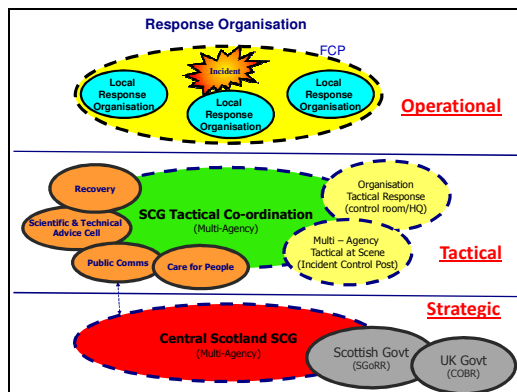 Response Organisation
FCP
Incident
Local
Response
Organisation
Local
Response
Organisation
Local
Response
Organisation
Operational
Recovery
Scientific & Technical
Advice Cell
Public Comms
Care for People
SCG Tactical Co-ordination
(Multi-Agency)
Organisation
Tactical Response
(control room/HQ)
Multi – Agency
Tactical at Scene
(Incident Control Post)
Tactical
Strategic
Central Scotland SCG
(Multi-Agency)
Scottish Govt
(SGoRR)
UK Govt
(COBR)